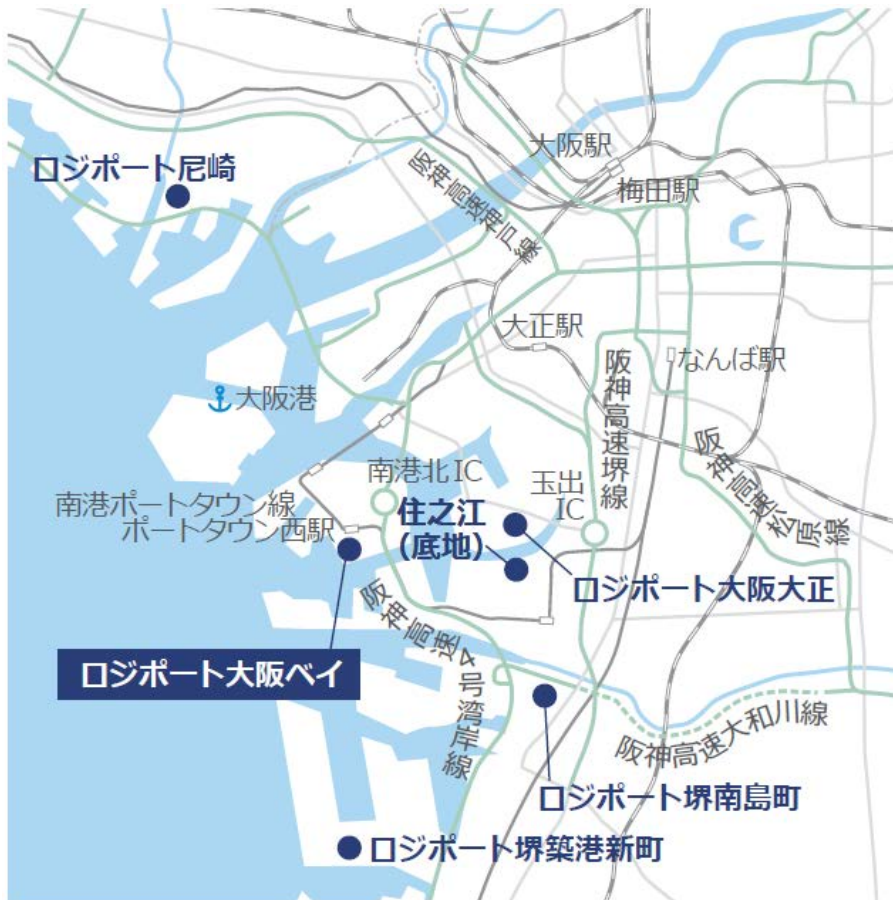 大阪駅
ロジポート尼崎
阪神高速神戸線
梅田駅
大正駅
なんば駅
阪神高速堺線
大阪港
阪神高速松原線
南港北IC
玉出
IC
南港ポートタウン線
ポートタウン西駅
住之江
（底地）
ロジポート大阪大正
阪神高速4号湾岸線
ロジポート大阪ベイ
阪神高速大和川線
ロジポート堺南島町
ロジポート堺築港新町